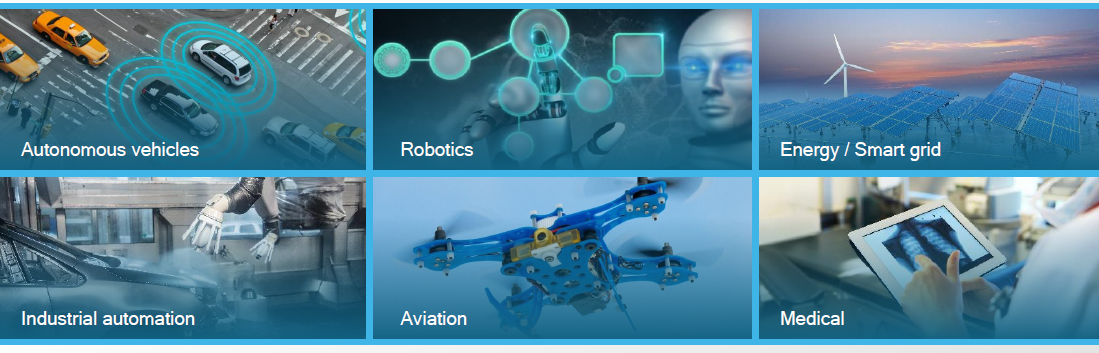 Autonomous vehicles
Robotics
Energy / Smart grid
Industrial automation
Aviation
Medical